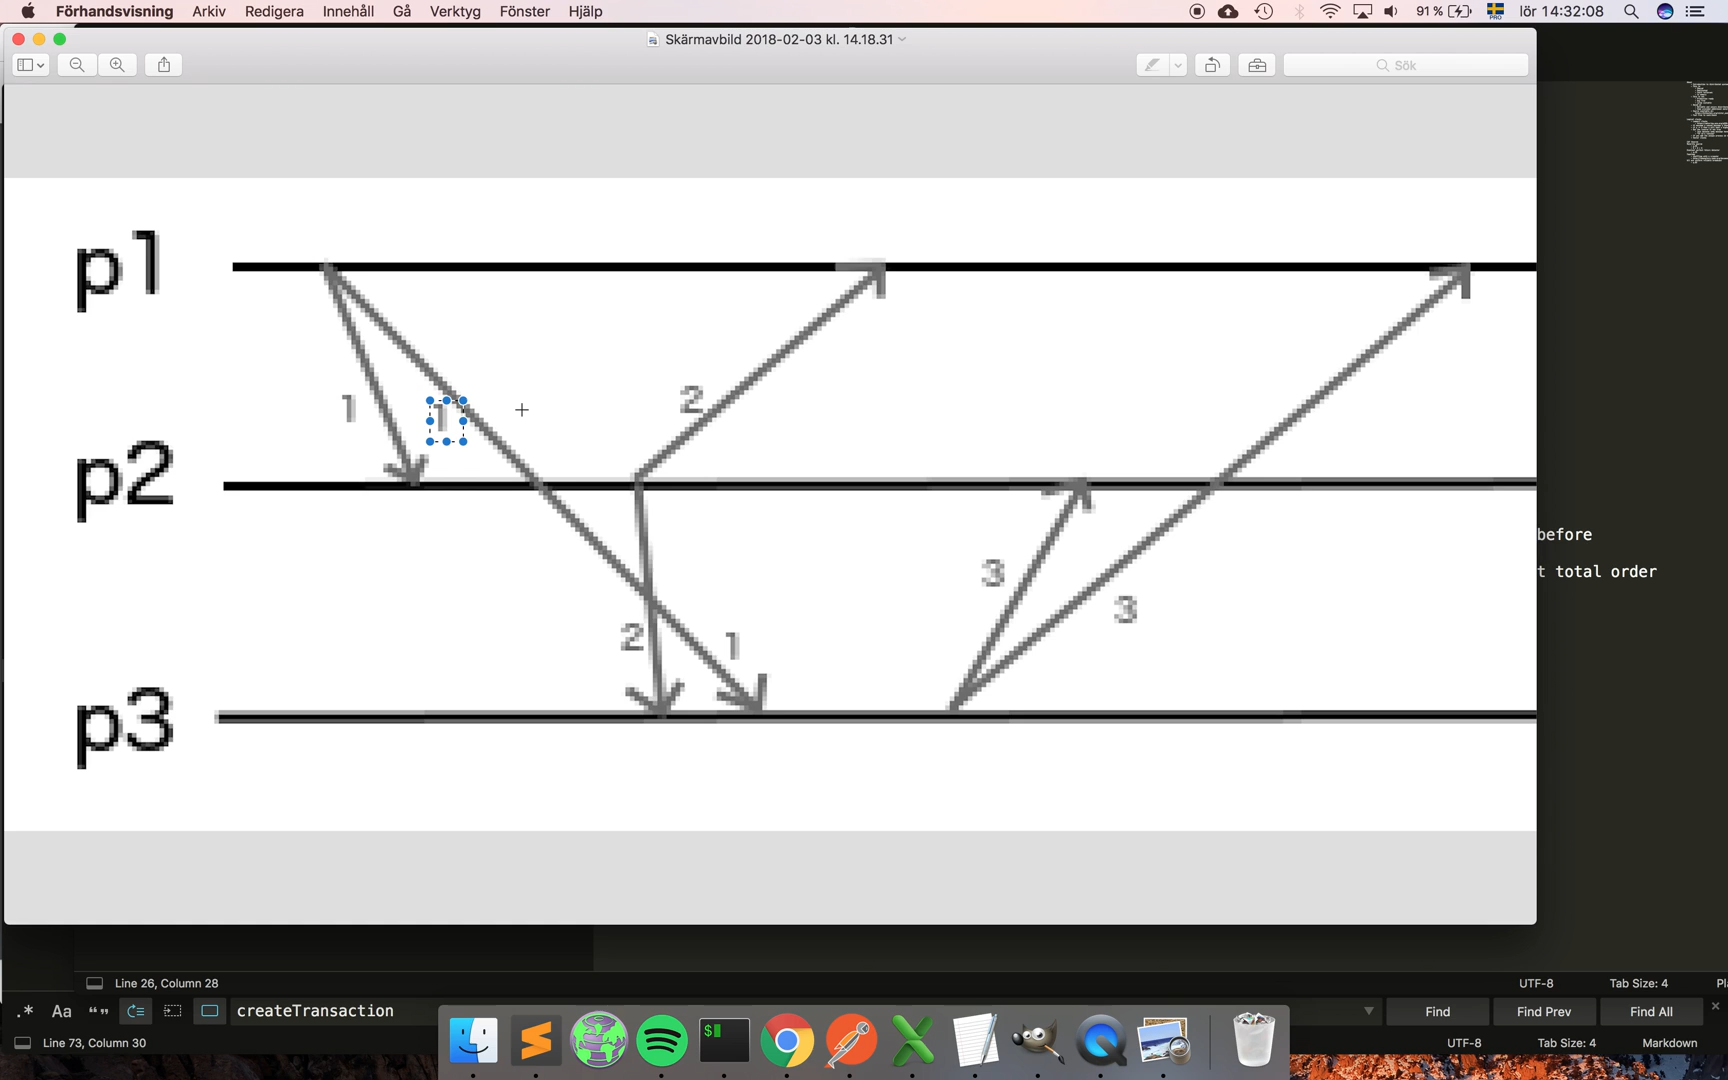 Förhandsvisning Arkiv Redigera Innehåll Gå Verktyg Fönster Hjälp 91 % PRO lör 14:32:08
Skärmavbild 2018-02-03 kl. 14.18.31
Sök
p1
1
1
2
p2
before
3
t total order
3
2
1
p3
Line 26, Column 28 UTF-8 Tab Size: 4 Pl
.* Aa “ ” createTransaction Find Find Prev Find All
$
Line 73, Column 30 UTF-8 Tab Size: 4 Markdown